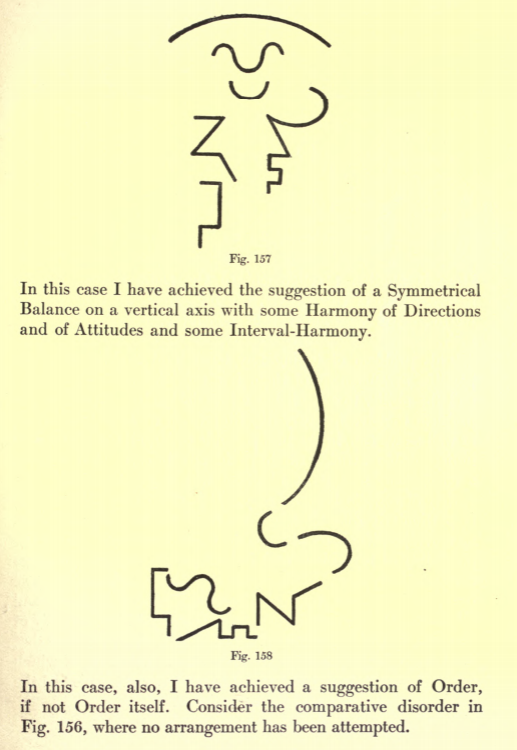 Fig. 157
In this case I have achieved the suggestion of a Symmetrical
Balance on a vertical axis with some Harmony of Directions
and of Attitudes and some Interval-Harmony.
Fig. 158
In this case, also, I have achieved a suggestion of Order,
if not Order itself. Consider the comparative disorder in
Fig. 156, where no arrangement has been attempted.